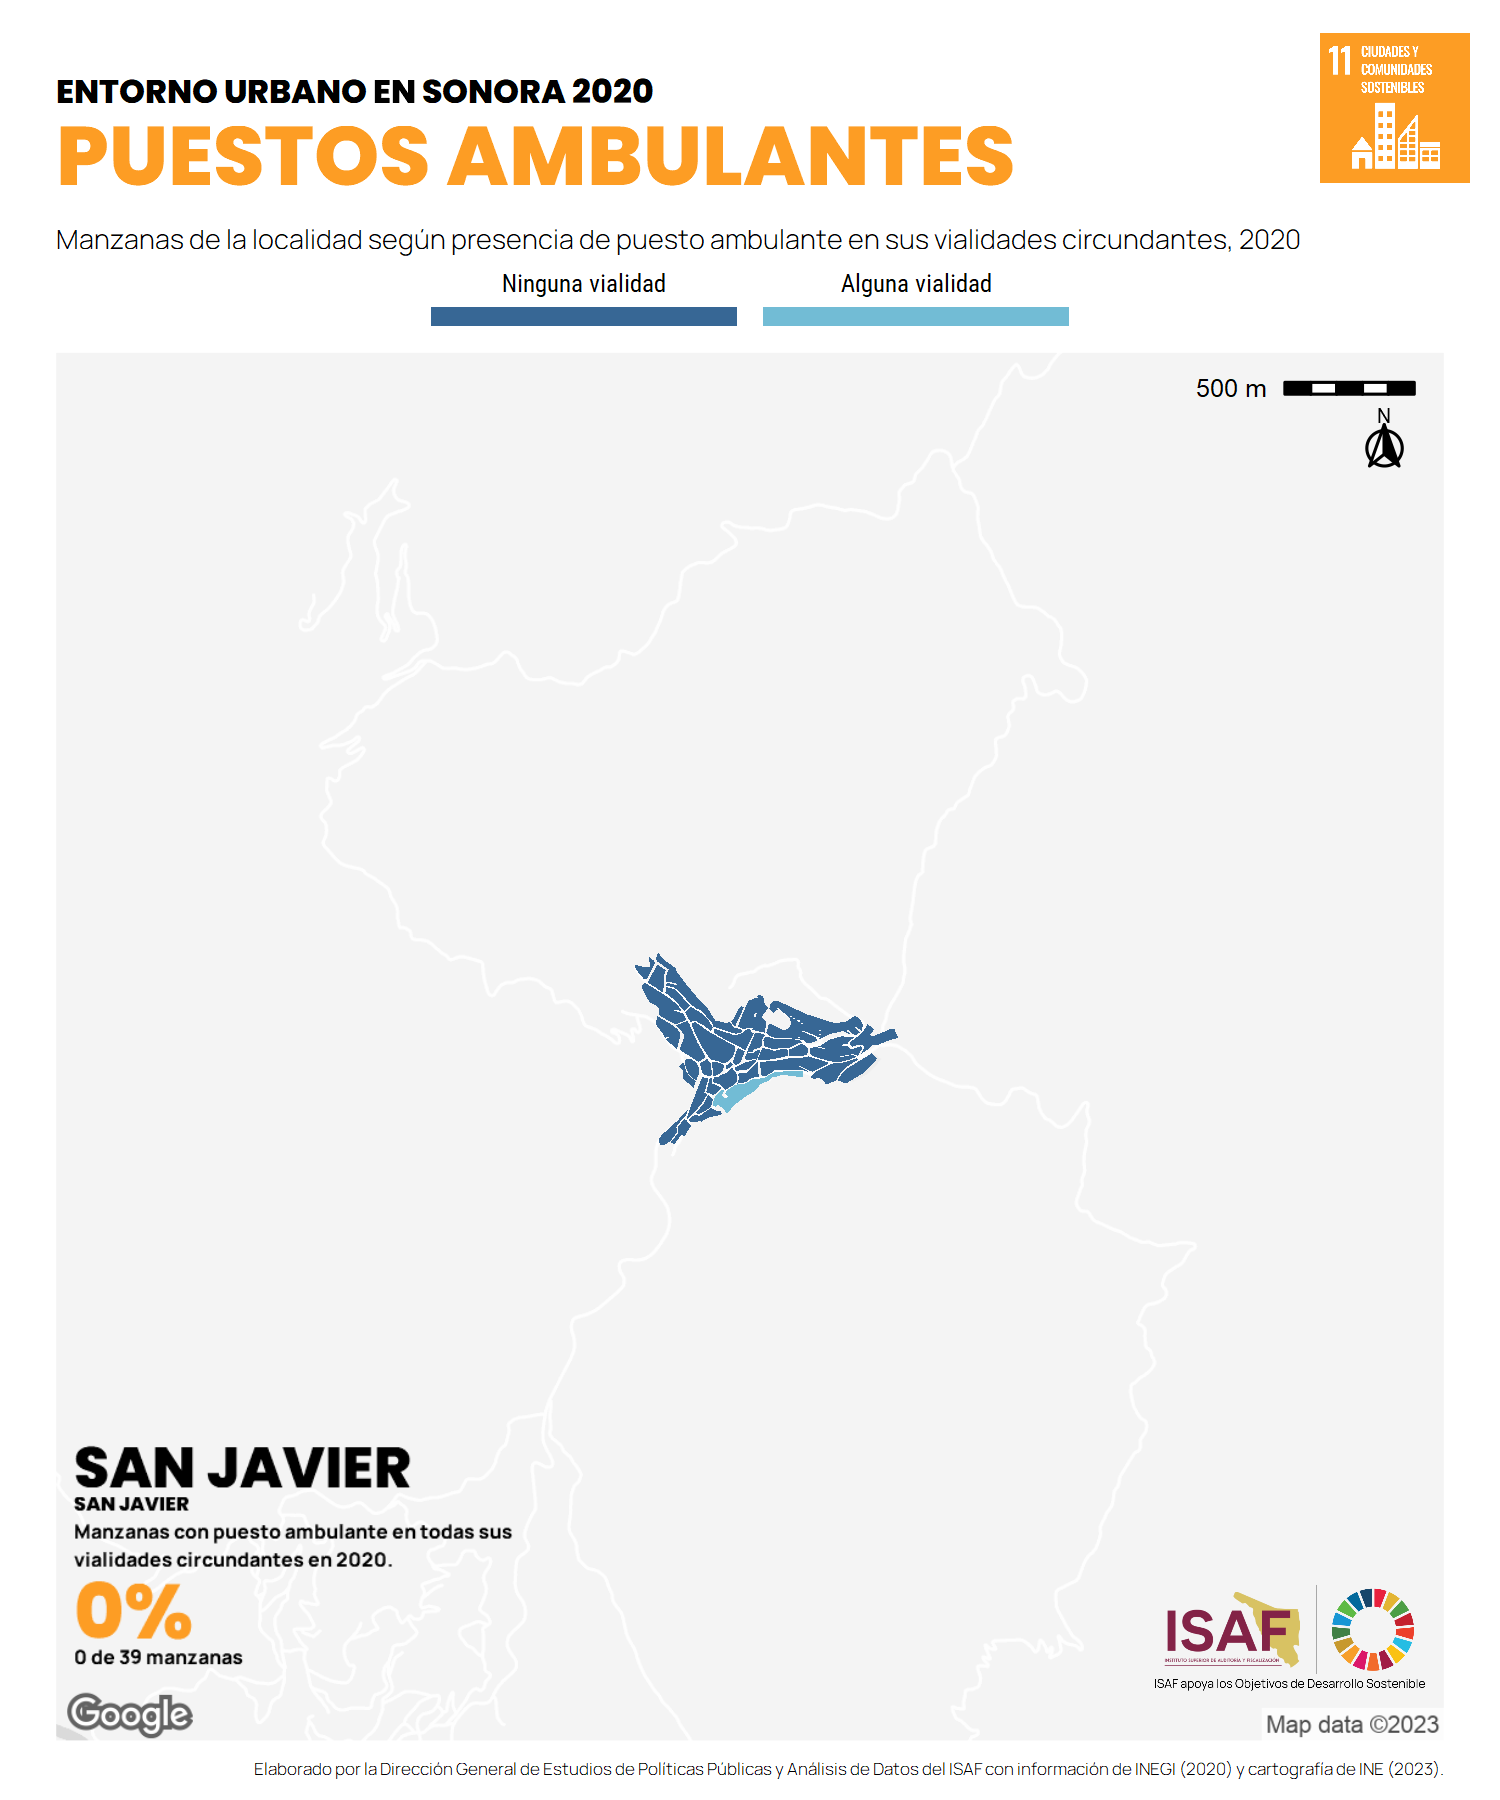 ENTORNO URBANO EN SONORA 2020
PUESTOS AMBULANTES
11 CIUDADES Y
COMUNIDADES
SOSTENIBLES
Manzanas de la localidad según presencia de puesto ambulante en sus vialidades circundantes, 2020
Ninguna vialidad
Alguna vialidad
500 m
N
SAN JAVIER
SAN JAVIER
Manzanas con puesto ambulante en todas sus
vialidades circundantes en 2020.
0%
0 de 39 manzanas
ISAF
INSTITUTO SUPERIOR DE AUDITORÍA Y FISCALIZACIÓN
ISAF apoya los Objetivos de Desarrollo Sostenible
Google
Map data ©2023
Elaborado por la Dirección General de Estudios de Políticas Públicas y Análisis de Datos del ISAF con información de INEGI (2020) y cartografía de INE (2023).